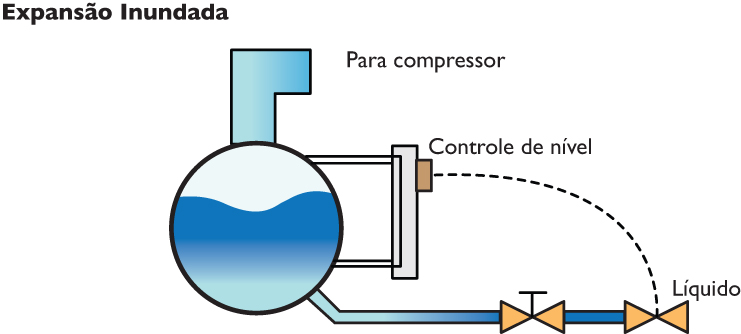 Expansão Inundada
Para compressor
Controle de nível
Líquido